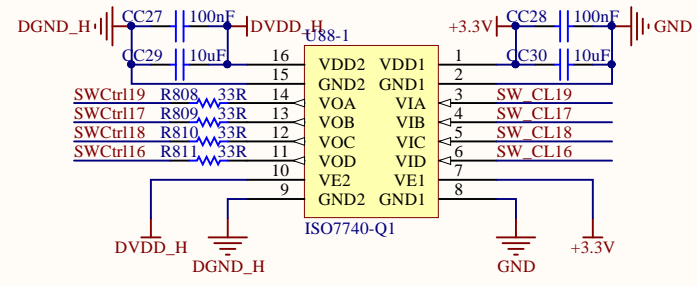 CC27 100nF CC28 100nF
DGND_H DVDD_H +3.3V GND
U88-1
CC29 10uF CC30 10uF
16 VDD2 VDD1 1
15 GND2 GND1 2
SWCtrl19 R808 33R 14 VOA VIA 3 SW_CL19
SWCtrl17 R809 33R 13 VOB VIB 4 SW_CL17
SWCtrl18 R810 33R 12 VOC VIC 5 SW_CL18
SWCtrl16 R811 33R 11 VOD VID 6 SW_CL16
10 VE2 VE1 7
9 GND2 GND1 8
ISO7740-Q1
DVDD_H +3.3V
DGND_H GND